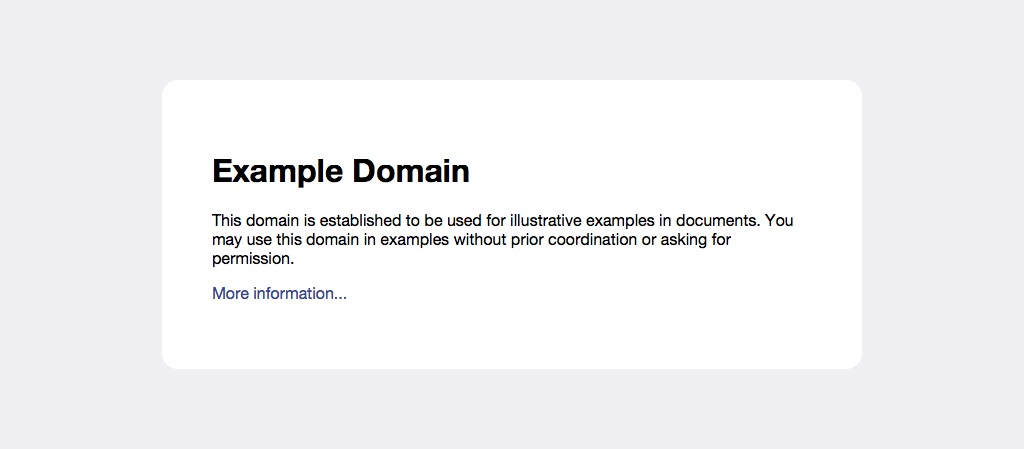 Example Domain
This domain is established to be used for illustrative examples in documents. You
may use this domain in examples without prior coordination or asking for
permission.
More information...